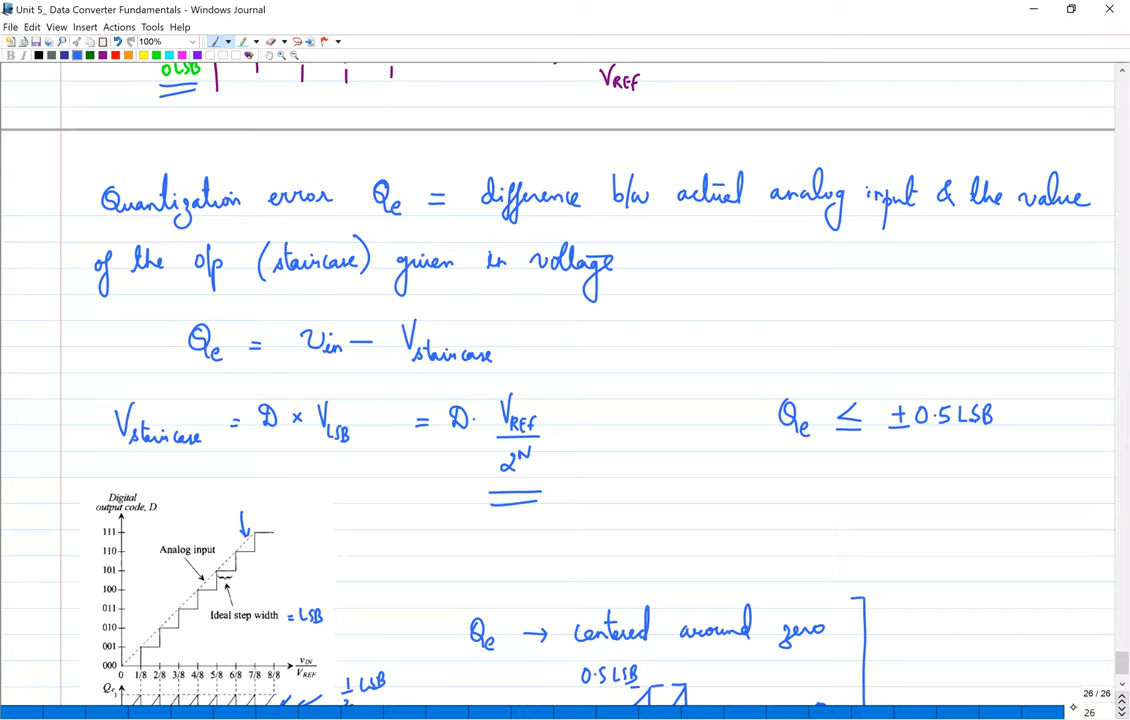 Unit 5_ Data Converter Fundamentals - Windows Journal
File Edit View Insert Actions Tools Help
100%
B I
0LSB
VREF
Quantization error Qe = difference b/w actual analog input & the value
of the o/p (staircase) given in voltage
Qe = vin - Vstaircase
Vstaircase = D × VLSB = D. VREF / 2^N
Qe ≤ ±0.5LSB
Digital
output code, D
111
110
101
100
011
010
001
000
Analog input
Ideal step width = LSB
0 1/8 2/8 3/8 4/8 5/8 6/8 7/8 8/8
vIN
VREF
Qe
1/2 LSB
Qe → centered around zero
0.5LSB
26 / 26
26